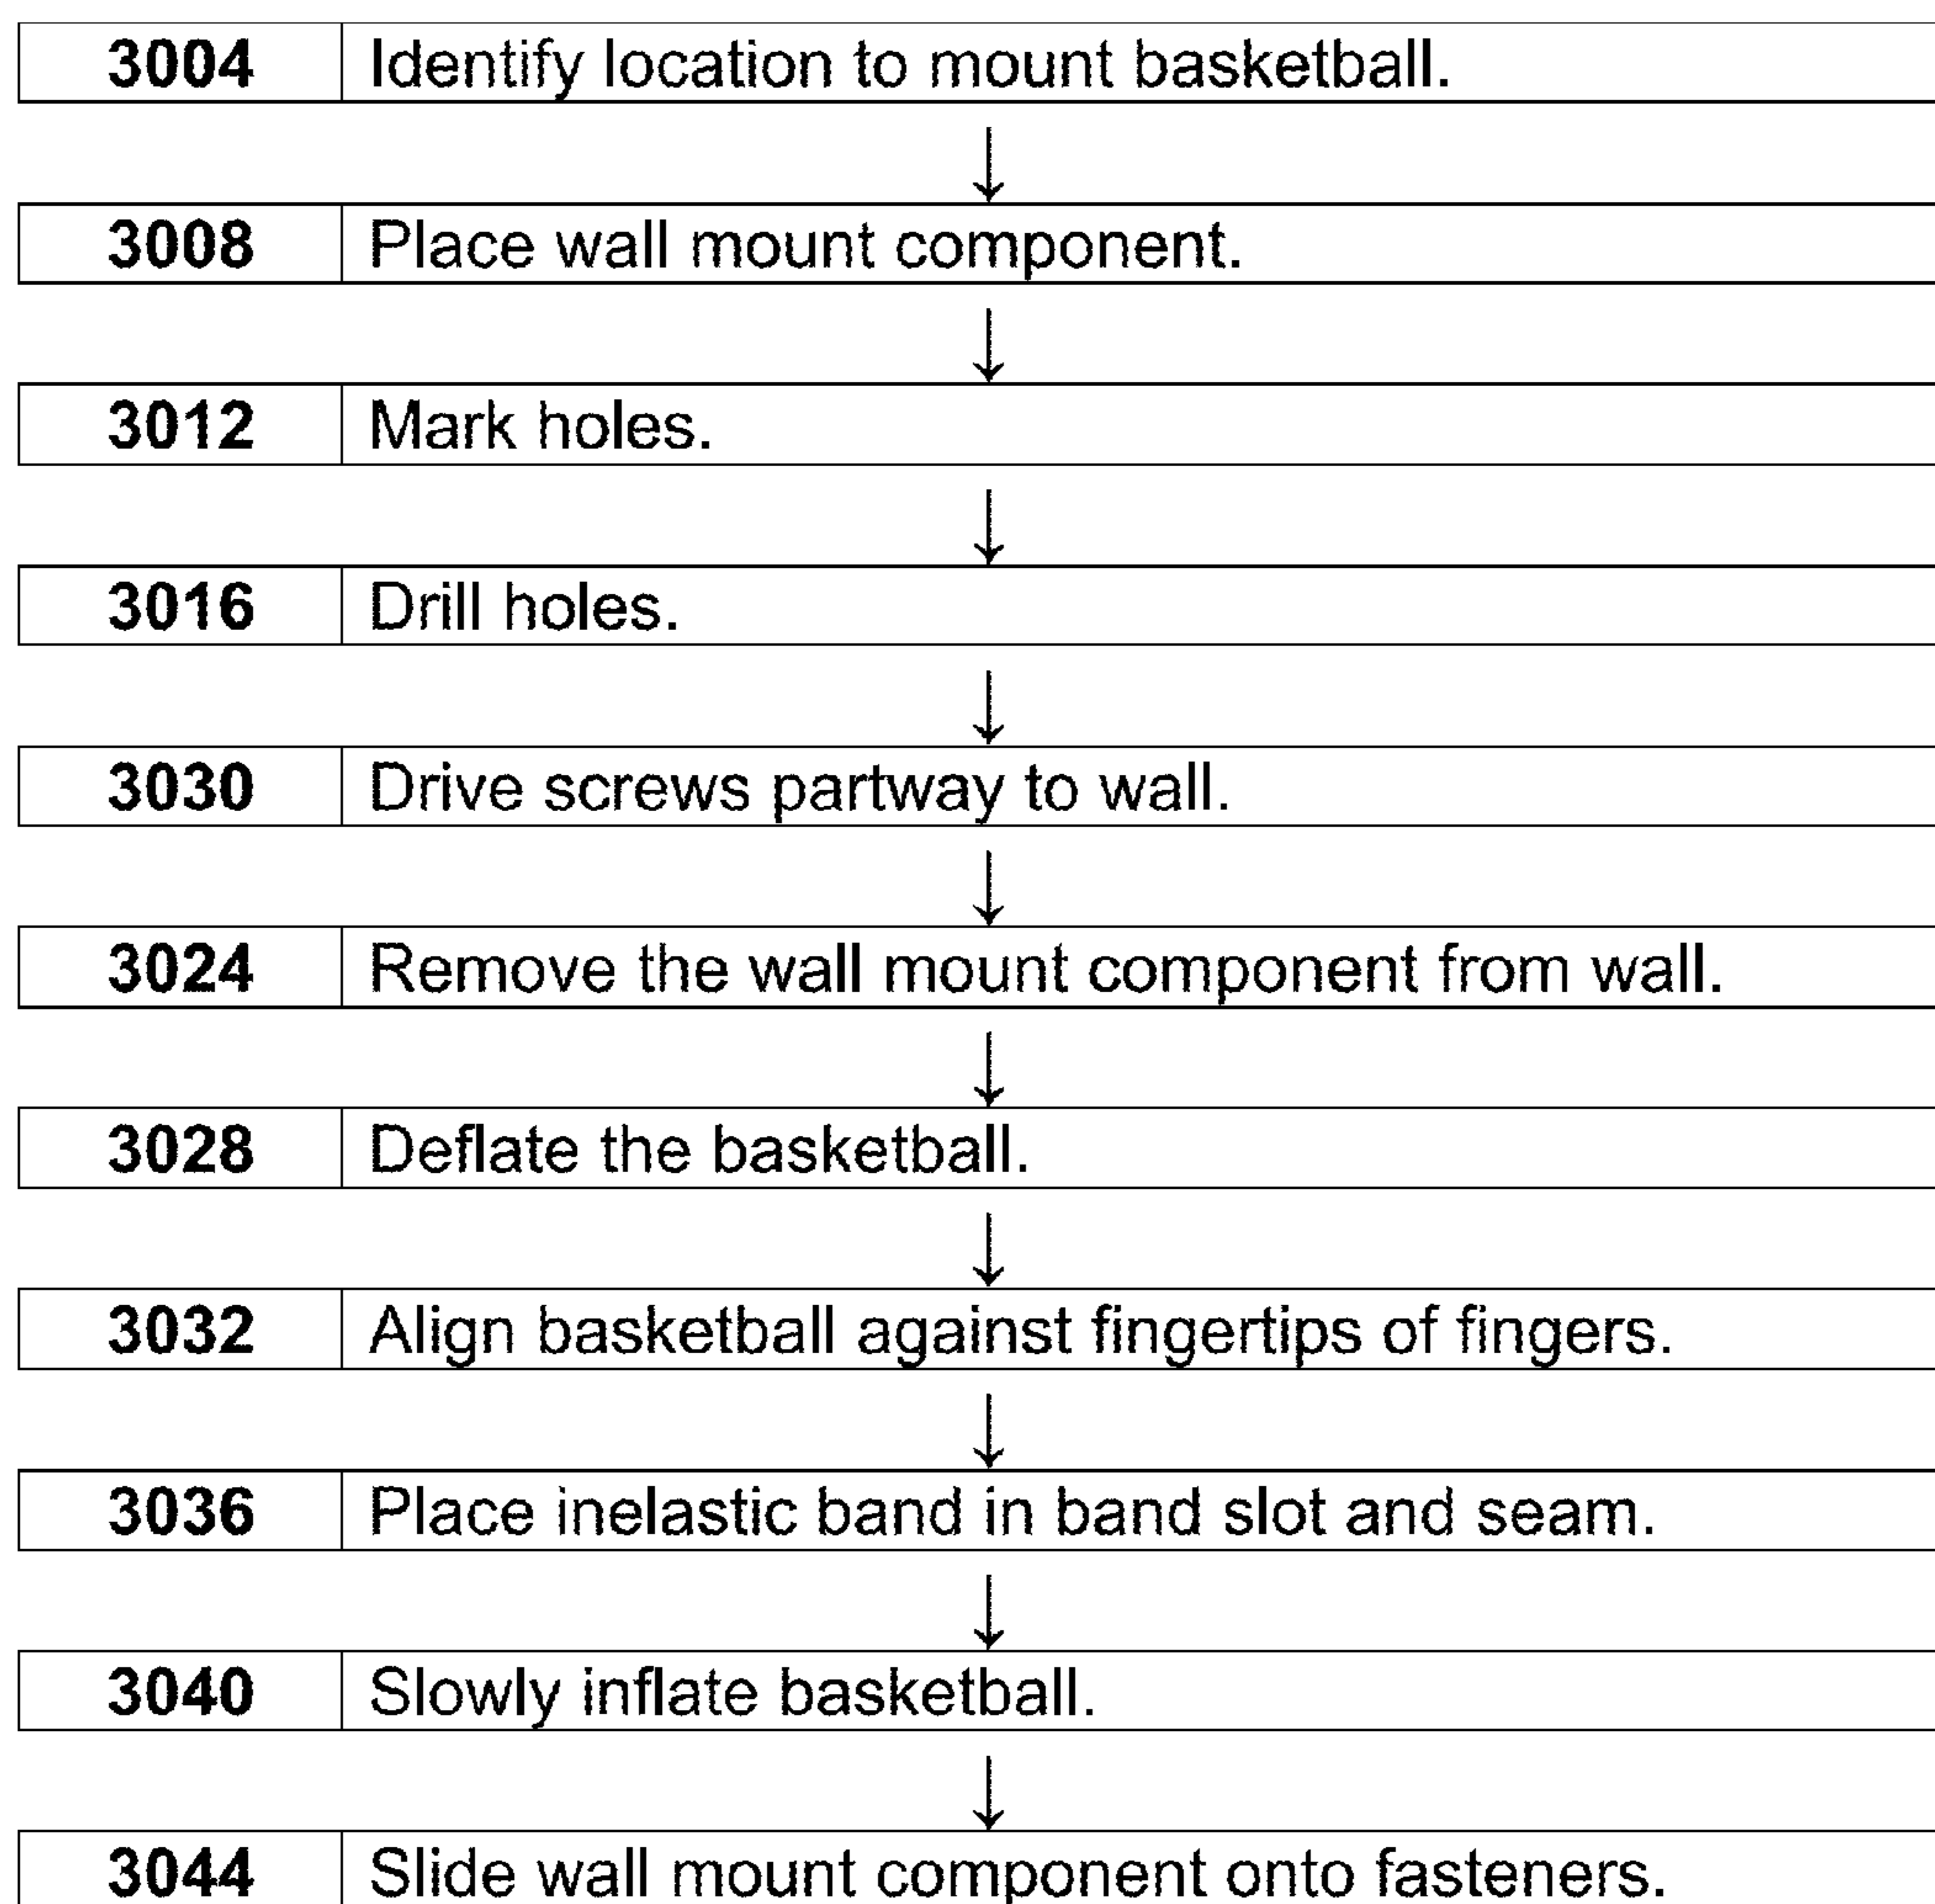 3004 Identify location to mount basketball.
3008 Place wall mount component.
3012 Mark holes.
3016 Drill holes.
3030 Drive screws partway to wall.
3024 Remove the wall mount component from wall.
3028 Deflate the basketball.
3032 Align basketball against fingertips of fingers.
3036 Place inelastic band in band slot and seam.
3040 Slowly inflate basketball.
3044 Slide wall mount component onto fasteners.